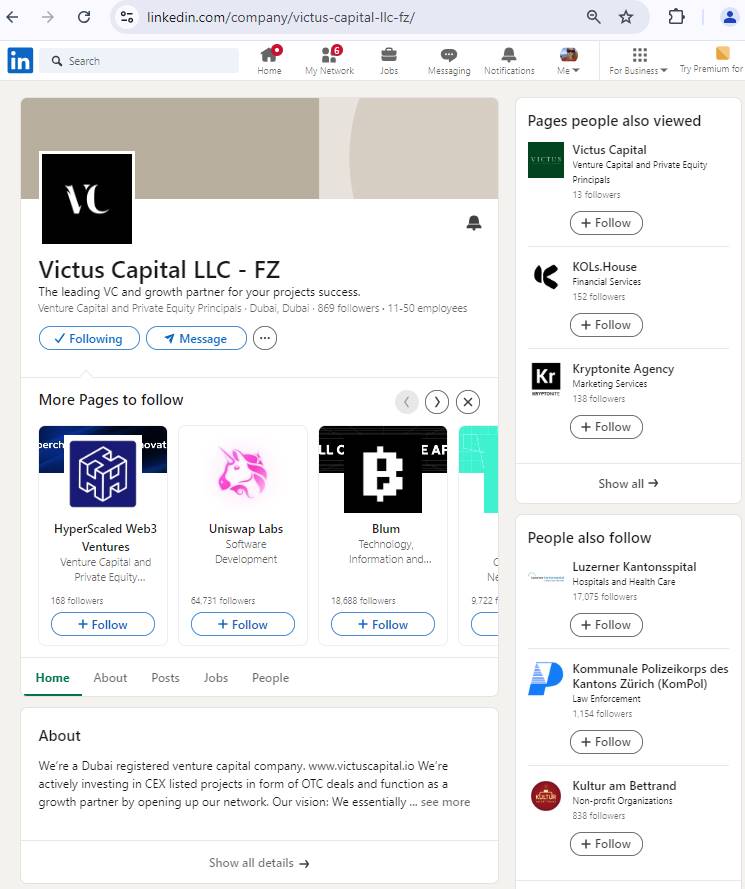 linkedin.com/company/victus-capital-llc-fz/
in
Search
6
Home
My Network
Jobs
Messaging
Notifications
Me
For Business
Try Premium for
VC
Victus Capital LLC - FZ
The leading VC and growth partner for your projects success.
Venture Capital and Private Equity Principals · Dubai, Dubai · 869 followers · 11-50 employees
Following
Message
More Pages to follow
HyperScaled Web3
Ventures
Venture Capital and
Private Equity...
168 followers
+ Follow
Uniswap Labs
Software
Development
64,731 followers
+ Follow
Blum
Technology,
Information and...
18,688 followers
+ Follow
9,722 f
Home
About
Posts
Jobs
People
About
We're a Dubai registered venture capital company. www.victuscapital.io We're
actively investing in CEX listed projects in form of OTC deals and function as a
growth partner by opening up our network. Our vision: We essentially ... see more
Show all details →
Pages people also viewed
VICTUS
Victus Capital
Venture Capital and Private Equity
Principals
13 followers
+ Follow
KOLs.House
Financial Services
152 followers
+ Follow
Kr
KRYPTONITE
Kryptonite Agency
Marketing Services
138 followers
+ Follow
Show all →
People also follow
Luzerner Kantonsspital
Hospitals and Health Care
17,075 followers
+ Follow
Kommunale Polizeikorps des
Kantons Zürich (KomPol)
Law Enforcement
1,154 followers
+ Follow
KULTUR
Kultur am Bettrand
Non-profit Organizations
838 followers
+ Follow